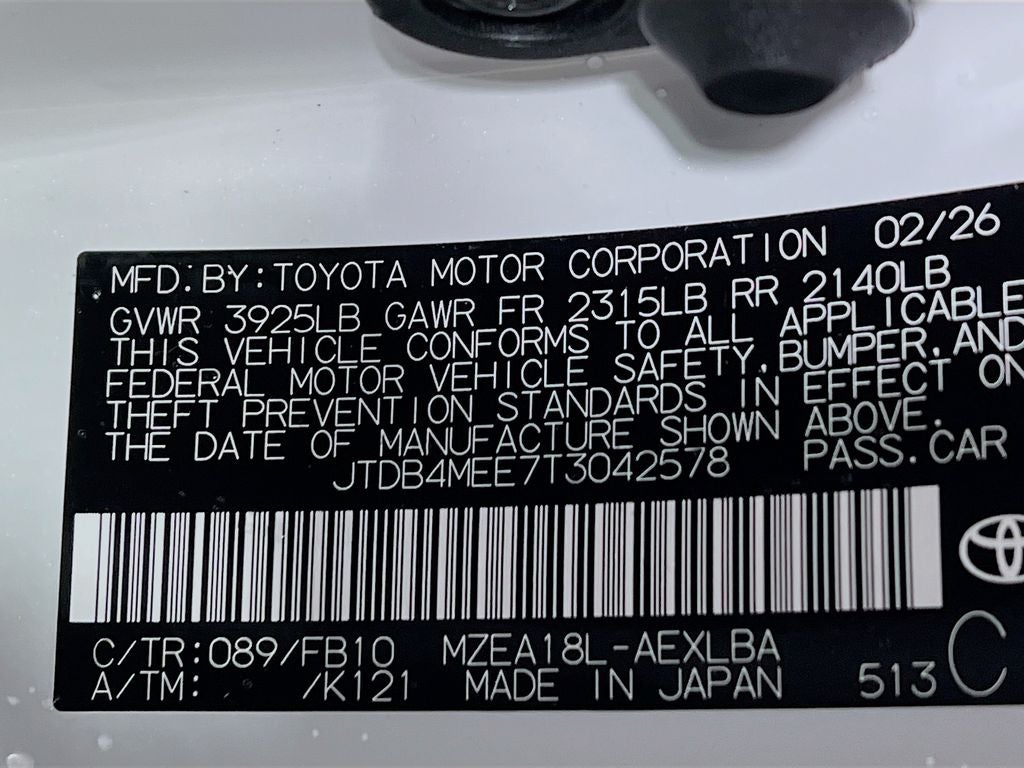 MFD.BY:TOYOTA MOTOR CORPORATION 02/26
GVWR 3925LB GAWR FR 2315LB RR 2140LB
THIS VEHICLE CONFORMS TO ALL APPLICABLE
FEDERAL MOTOR VEHICLE SAFETY,BUMPER,AND
THEFT PREVENTION STANDARDS IN EFFECT ON
THE DATE OF MANUFACTURE SHOWN ABOVE.
JTDB4MEE7T3042578 PASS.CAR
C/TR:089/FB10 MZEA18L-AEXLBA
A/TM: /K121 MADE IN JAPAN 513 C